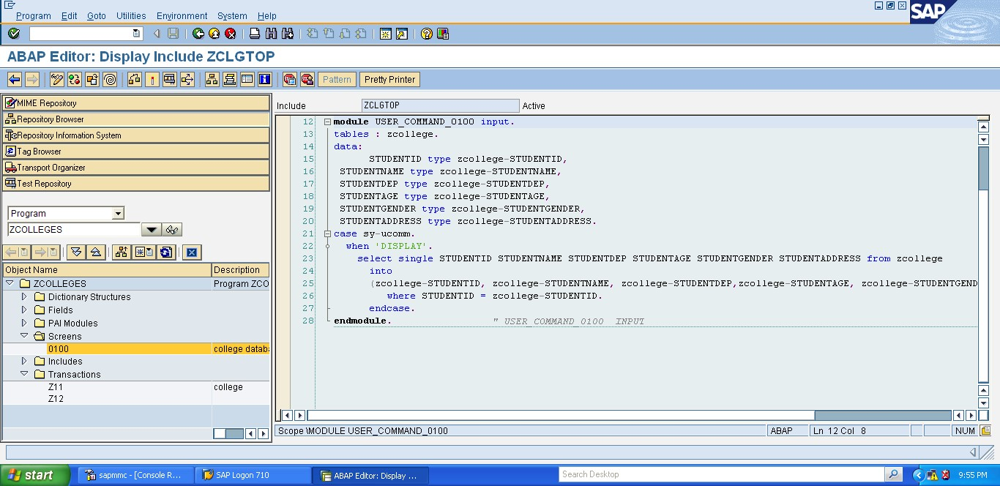 Program Edit Goto Utilities Environment System Help
SAP
ABAP Editor: Display Include ZCLGTOP
Pattern Pretty Printer
MIME Repository
Repository Browser
Repository Information System
Tag Browser
Transport Organizer
Test Repository
Program
ZCOLLEGES
Object Name Description
ZCOLLEGES Program ZCO
Dictionary Structures
Fields
PAI Modules
Screens
0100 college datab
Includes
Transactions
Z11 college
Z12
Include ZCLGTOP Active
12 module USER_COMMAND_0100 input.
13 tables : zcollege.
14 data:
15 STUDENTID type zcollege-STUDENTID,
16 STUDENTNAME type zcollege-STUDENTNAME,
17 STUDENTDEP type zcollege-STUDENTDEP,
18 STUDENTAGE type zcollege-STUDENTAGE,
19 STUDENTGENDER type zcollege-STUDENTGENDER,
20 STUDENTADDRESS type zcollege-STUDENTADDRESS.
21 case sy-ucomm.
22 when 'DISPLAY'.
23 select single STUDENTID STUDENTNAME STUDENTDEP STUDENTAGE STUDENTGENDER STUDENTADDRESS from zcollege
24 into
25 (zcollege-STUDENTID, zcollege-STUDENTNAME, zcollege-STUDENTDEP,zcollege-STUDENTAGE, zcollege-STUDENTGEND
26 where STUDENTID = zcollege-STUDENTID.
27 endcase.
28 endmodule. " USER_COMMAND_0100 INPUT
Scope \MODULE USER_COMMAND_0100 ABAP Ln 12 Col 8 NUM
start sapmmc - [Console R... SAP Logon 710 ABAP Editor: Display ... Search Desktop 9:55 PM